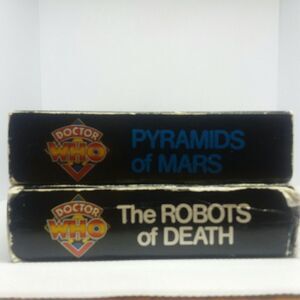 DOCTOR
WHO
PYRAMIDS
of MARS
DOCTOR
WHO
The ROBOTS
of DEATH